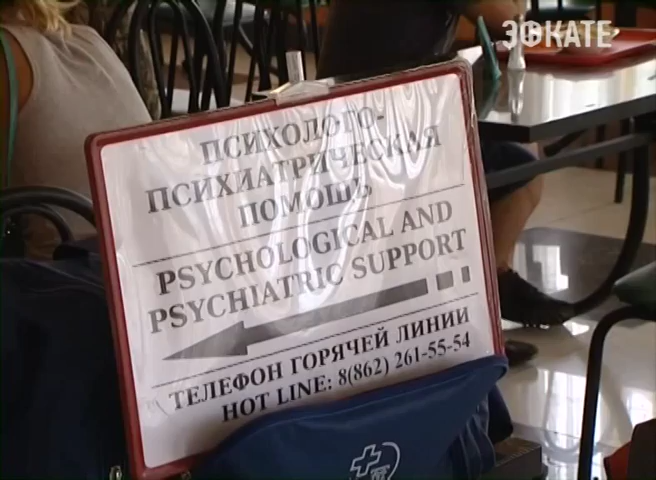 ЭФКАТЕ
ПСИХОЛОГО-
ПСИХИАТРИЧЕСКАЯ
ПОМОЩЬ
PSYCHOLOGICAL AND
PSYCHIATRIC SUPPORT
ТЕЛЕФОН ГОРЯЧЕЙ ЛИНИИ
HOT LINE: 8(862) 261-55-54